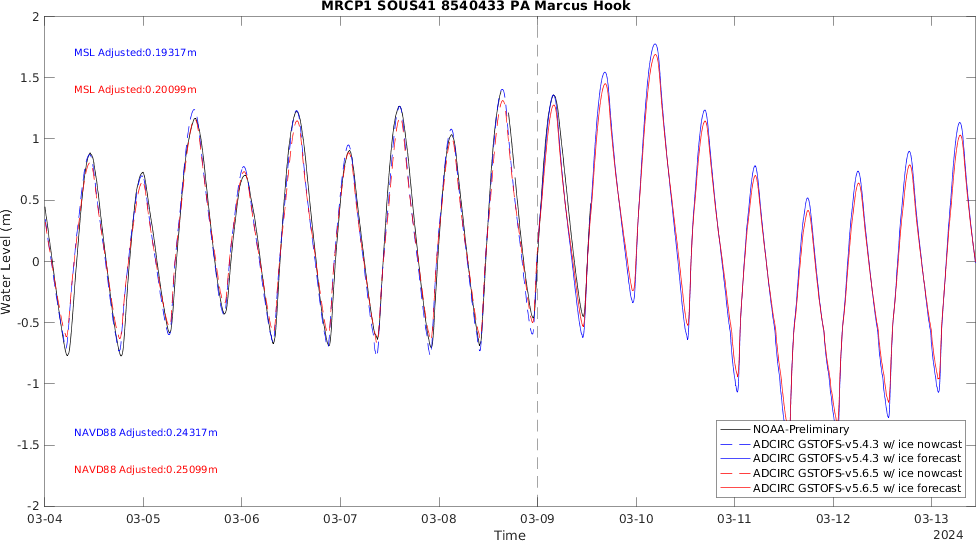 MRCP1 SOUS41 8540433 PA Marcus Hook
2
1.5
1
0.5
0
-0.5
-1
-1.5
-2
Water Level (m)
MSL Adjusted:0.19317m
MSL Adjusted:0.20099m
NAVD88 Adjusted:0.24317m
NAVD88 Adjusted:0.25099m
NOAA-Preliminary
ADCIRC GSTOFS-v5.4.3 w/ ice nowcast
ADCIRC GSTOFS-v5.4.3 w/ ice forecast
ADCIRC GSTOFS-v5.6.5 w/ ice nowcast
ADCIRC GSTOFS-v5.6.5 w/ ice forecast
03-04 03-05 03-06 03-07 03-08 03-09 03-10 03-11 03-12 03-13
Time
2024